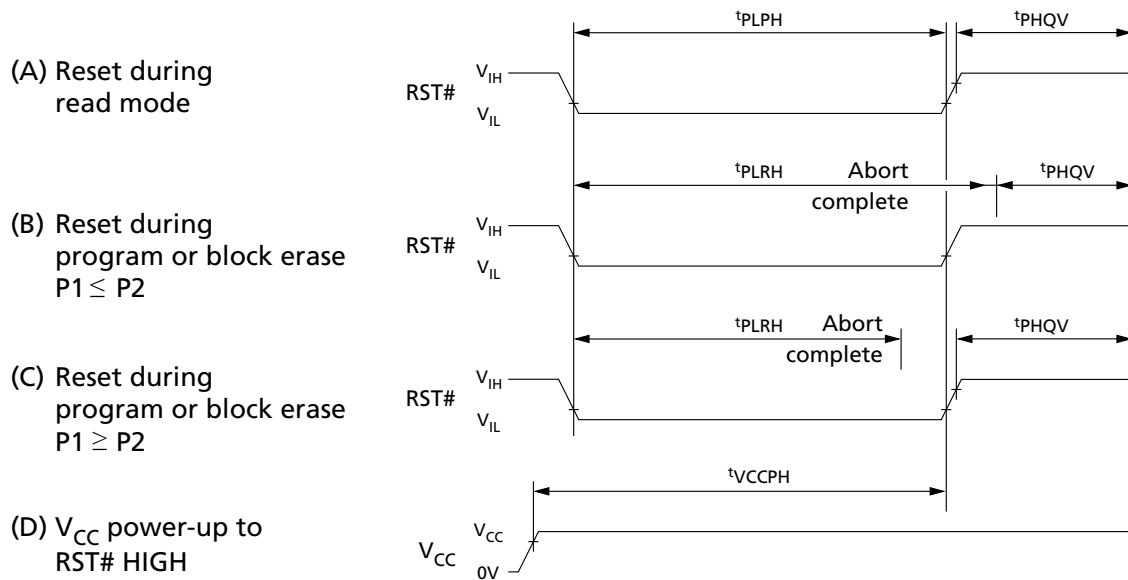 tPLPH
tPHQV
(A) Reset during
read mode
RST#
VIH
VIL
tPLRH
Abort
complete
tPHQV
(B) Reset during
program or block erase
P1 ≤ P2
RST#
VIH
VIL
tPLRH
Abort
complete
tPHQV
(C) Reset during
program or block erase
P1 ≥ P2
RST#
VIH
VIL
tVCCPH
(D) VCC power-up to
RST# HIGH
VCC
VCC
0V